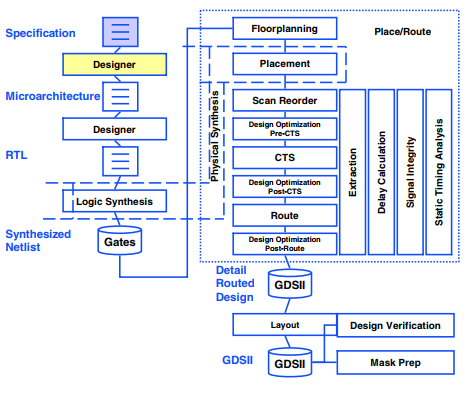 Specification
Designer
Microarchitecture
Designer
RTL
Logic Synthesis
Synthesized
Netlist
Gates
Place/Route
Floorplanning
Placement
Physical Synthesis
Scan Reorder
Design Optimization
Pre-CTS
CTS
Design Optimization
Post-CTS
Route
Design Optimization
Post-Route
Extraction
Delay Calculation
Signal Integrity
Static Timing Analysis
Detail
Routed
Design
GDSII
Layout
Design Verification
GDSII
GDSII
Mask Prep